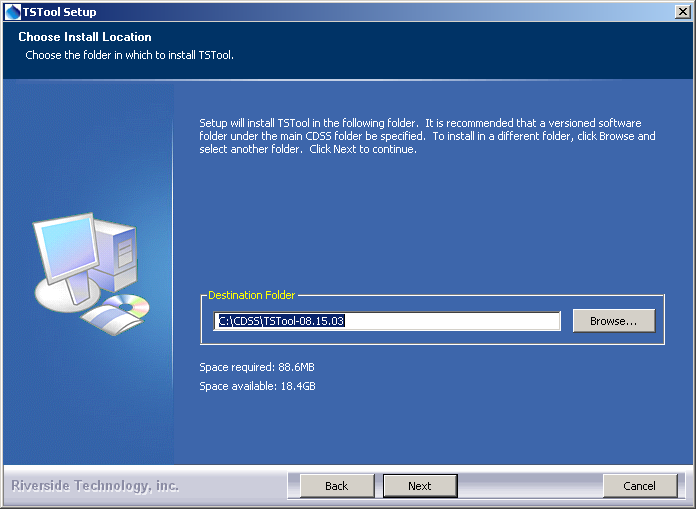 TSTool Setup
Choose Install Location
Choose the folder in which to install TSTool.
Setup will install TSTool in the following folder.  It is recommended that a versioned software
folder under the main CDSS folder be specified.  To install in a different folder, click Browse and
select another folder.  Click Next to continue.
Destination Folder
C:\CDSS\TSTool-08.15.03
Browse...
Space required: 88.6MB
Space available: 18.4GB
Riverside Technology, inc.
Back
Next
Cancel